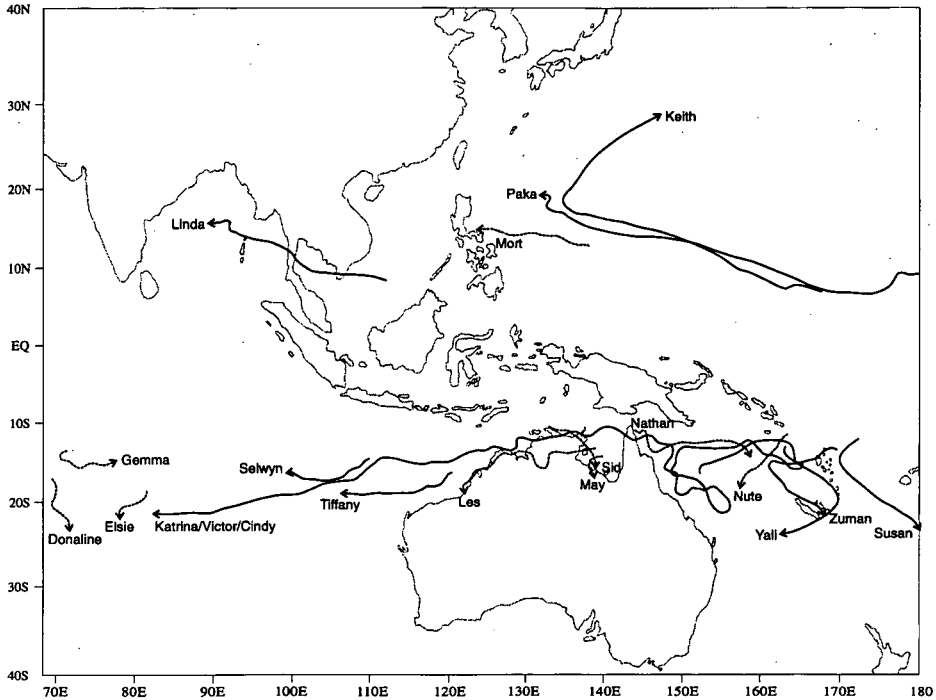 40N
30N
20N
10N
EQ
10S
20S
30S
40S
Keith
Paka
Linda
Mort
Nathan
Gemma
Selwyn
Sid
May
Tiffany
Les
Nute
Elsie
Katrina/Victor/Cindy
Zuman
Donaline
Yali
Susan
70E 80E 90E 100E 110E 120E 130E 140E 150E 160E 170E 180